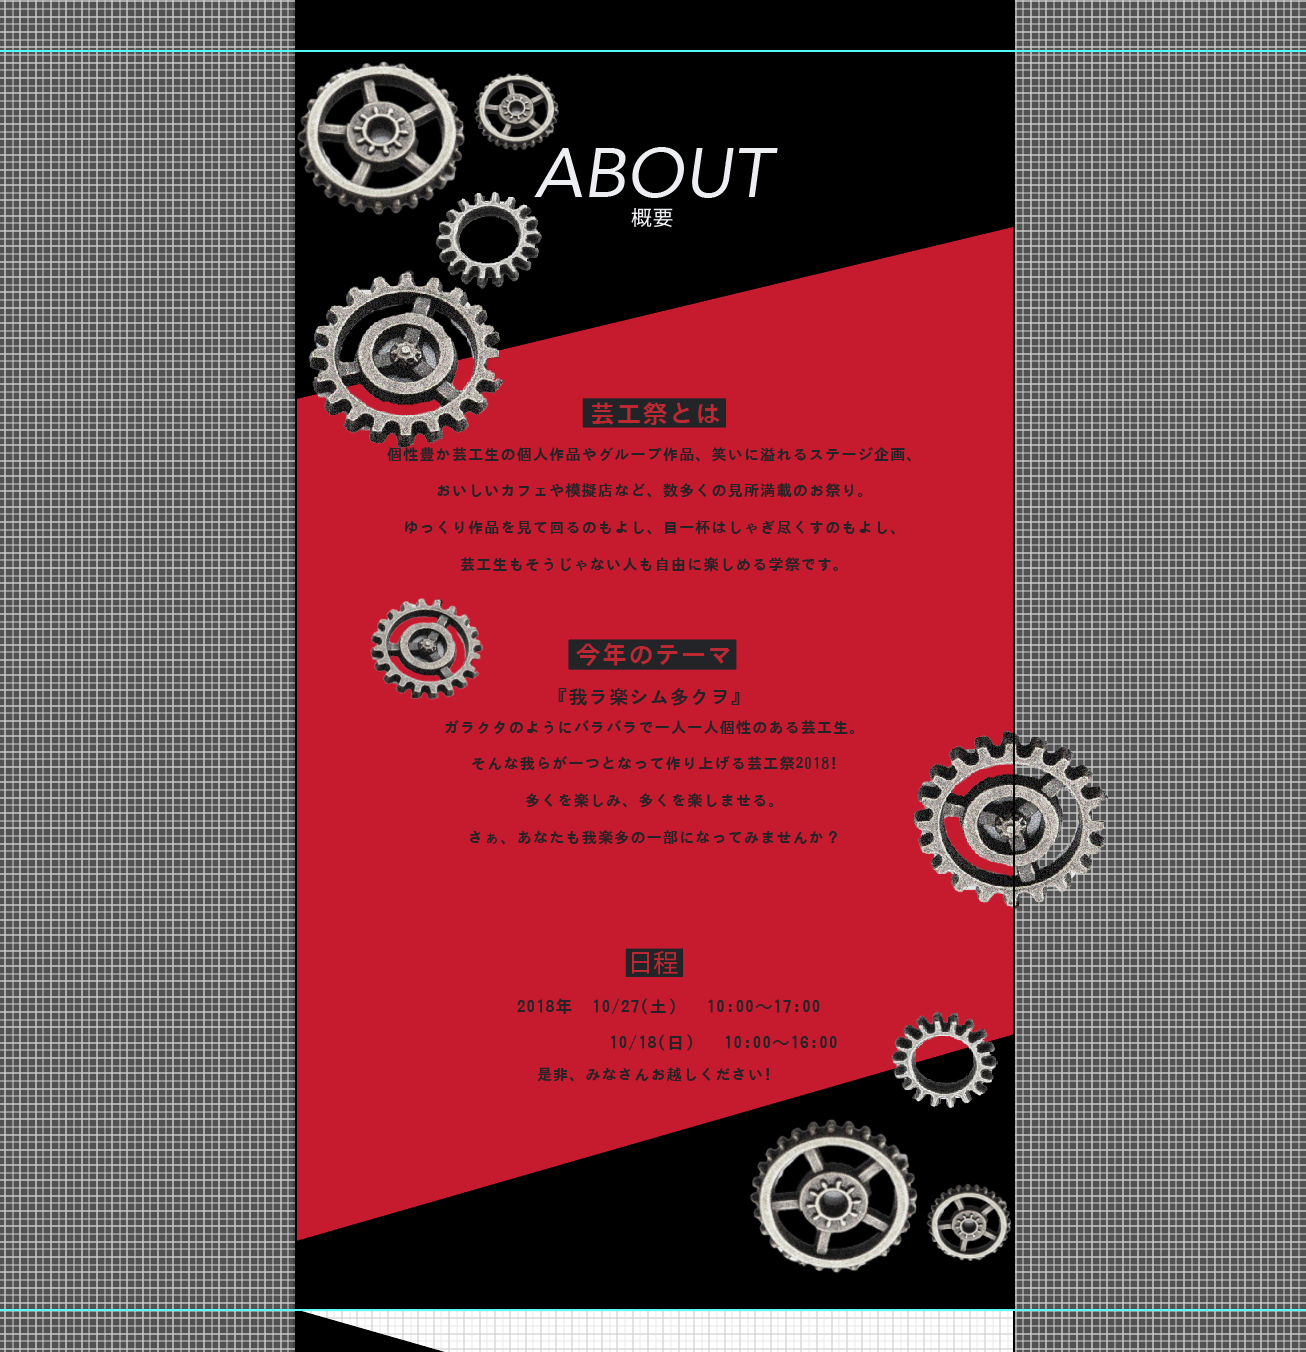 ABOUT
概要
芸工祭とは
個性豊か芸工生の個人作品やグループ作品、笑いに溢れるステージ企画、
おいしいカフェや模擬店など、数多くの見所満載のお祭り。
ゆっくり作品を見て回るのもよし、目一杯はしゃぎ尽くすのもよし、
芸工生もそうじゃない人も自由に楽しめる学祭です。
今年のテーマ
『我ラ楽シム多クヲ』
ガラクタのようにバラバラで一人一人個性のある芸工生。
そんな我らが一つとなって作り上げる芸工祭2018!
多くを楽しみ、多くを楽しませる。
さぁ、あなたも我楽多の一部になってみませんか?
日程
2018年 10/27(土) 10:00〜17:00
10/18(日) 10:00〜16:00
是非、みなさんお越しください!